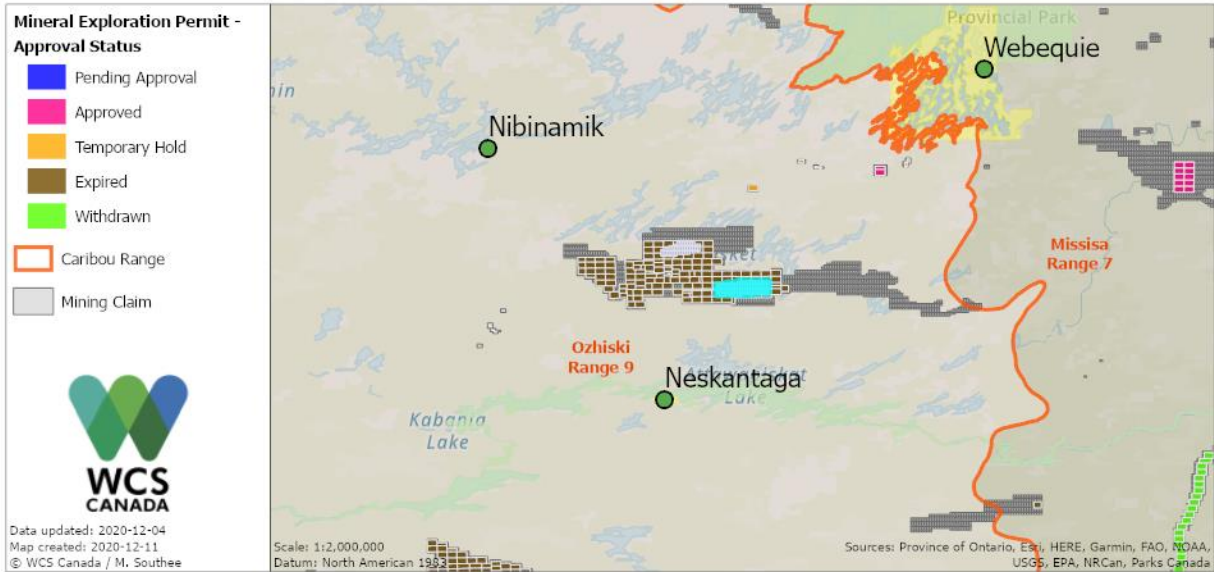 Mineral Exploration Permit -
Approval Status
Pending Approval
Approved
Temporary Hold
Expired
Withdrawn
Caribou Range
Mining Claim
WCS
CANADA
Data updated: 2020-12-04
Map created: 2020-12-11
© WCS Canada / M. Southee
Provincial Park
Webequie
Nibinamik
Missisa
Range 7
Ozhiski
Range 9
Neskantaga
Lake
Kabania
Lake
Scale: 1:2,000,000
Datum: North American 1983
Sources: Province of Ontario, Esri, HERE, Garmin, FAO, NOAA,
USGS, EPA, NRCan, Parks Canada